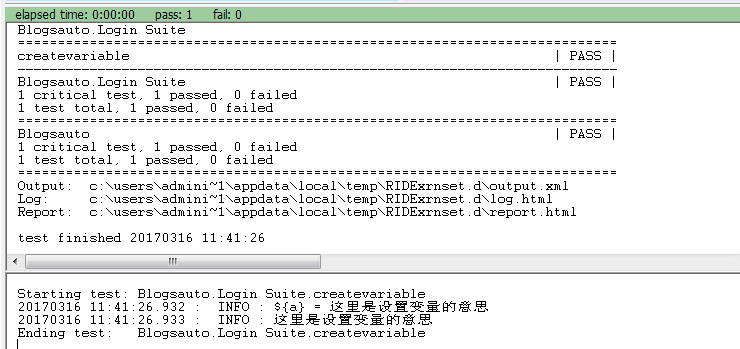 elapsed time: 0:00:00    pass: 1    fail: 0
Blogsauto.Login Suite
==============================================================================
createvariable                                                        | PASS |
------------------------------------------------------------------------------
Blogsauto.Login Suite                                                 | PASS |
1 critical test, 1 passed, 0 failed
1 test total, 1 passed, 0 failed
==============================================================================
Blogsauto                                                             | PASS |
1 critical test, 1 passed, 0 failed
1 test total, 1 passed, 0 failed
==============================================================================
Output:  c:\users\admini~1\appdata\local\temp\RIDExrnset.d\output.xml
Log:     c:\users\admini~1\appdata\local\temp\RIDExrnset.d\log.html
Report:  c:\users\admini~1\appdata\local\temp\RIDExrnset.d\report.html
test finished 20170316 11:41:26
Starting test: Blogsauto.Login Suite.createvariable
20170316 11:41:26.932 :  INFO : ${a} = 这里是设置变量的意思
20170316 11:41:26.933 :  INFO : 这里是设置变量的意思
Ending test:   Blogsauto.Login Suite.createvariable